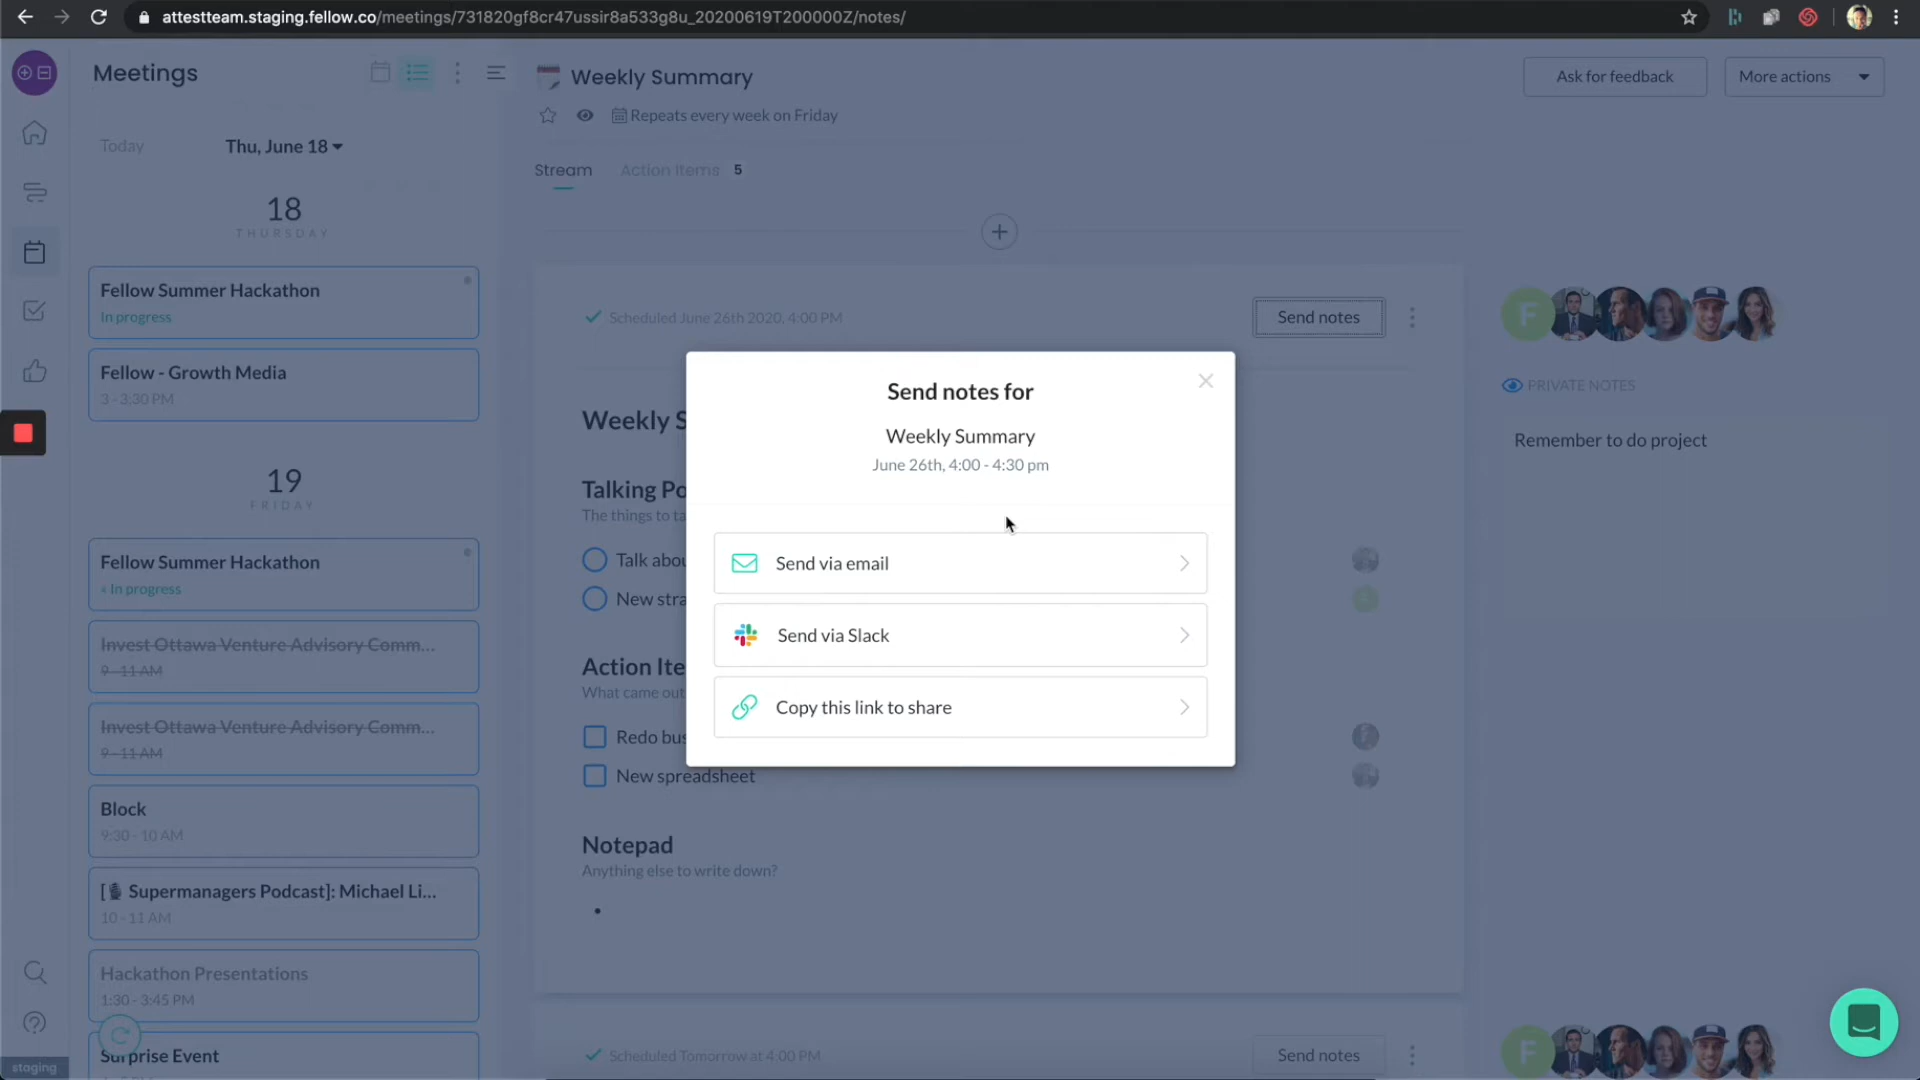 attestteam.staging.fellow.co/meetings/731820gf8cr47ussir8a533g8u_20200619T200000Z/notes/
Meetings
Today
Thu, June 18
18
THURSDAY
Fellow Summer Hackathon
In progress
Fellow - Growth Media
3 - 3:30 PM
19
FRIDAY
Fellow Summer Hackathon
In progress
Invest Ottawa Venture Advisory Comm...
9 - 11 AM
Invest Ottawa Venture Advisory Comm...
9 - 11 AM
Block
9:30 - 10 AM
[🎙 Supermanagers Podcast]: Michael Li...
10 - 11 AM
Hackathon Presentations
1:30 - 3:45 PM
Surprise Event
staging
Weekly Summary
Repeats every week on Friday
Ask for feedback
More actions
Stream
Action Items 5
Scheduled June 26th 2020, 4:00 PM
Send notes
Weekly S
Talking Po
The things to ta
Talk abou
New stra
Action Ite
What came out
Redo bus
New spreadsheet
Notepad
Anything else to write down?
Scheduled Tomorrow at 4:00 PM
Send notes
Send notes for
Weekly Summary
June 26th, 4:00 - 4:30 pm
Send via email
Send via Slack
Copy this link to share
F
PRIVATE NOTES
Remember to do project
F